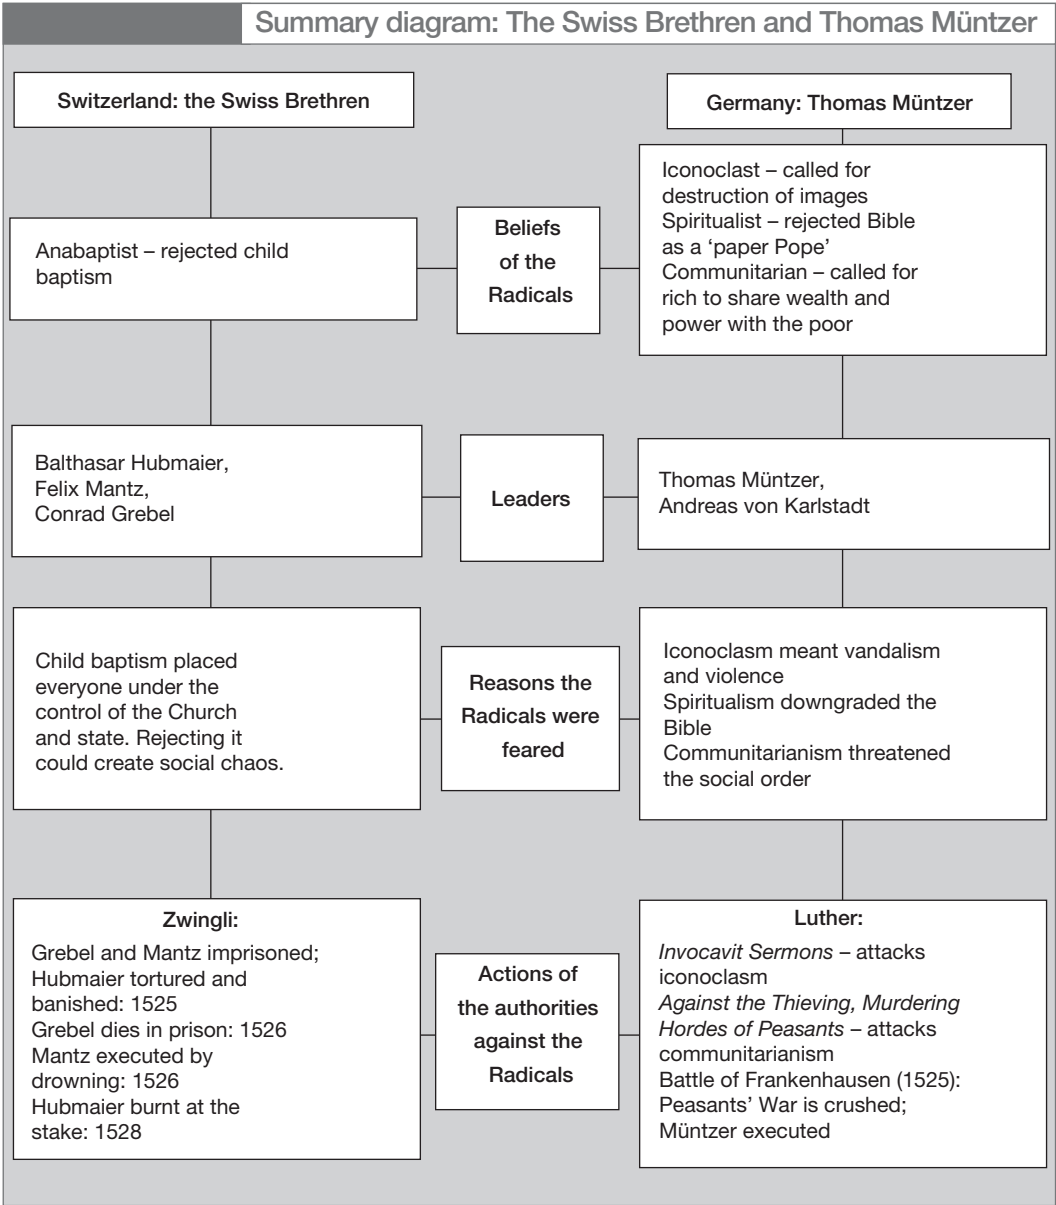 Summary diagram: The Swiss Brethren and Thomas Müntzer
Switzerland: the Swiss Brethren
Germany: Thomas Müntzer
Anabaptist – rejected child
baptism
Beliefs
of the
Radicals
Iconoclast – called for
destruction of images
Spiritualist – rejected Bible
as a ‘paper Pope’
Communitarian – called for
rich to share wealth and
power with the poor
Balthasar Hubmaier,
Felix Mantz,
Conrad Grebel
Leaders
Thomas Müntzer,
Andreas von Karlstadt
Child baptism placed
everyone under the
control of the Church
and state. Rejecting it
could create social chaos.
Reasons the
Radicals were
feared
Iconoclasm meant vandalism
and violence
Spiritualism downgraded the
Bible
Communitarianism threatened
the social order
Zwingli:
Grebel and Mantz imprisoned;
Hubmaier tortured and
banished: 1525
Grebel dies in prison: 1526
Mantz executed by
drowning: 1526
Hubmaier burnt at the
stake: 1528
Actions of
the authorities
against the
Radicals
Luther:
Invocavit Sermons – attacks
iconoclasm
Against the Thieving, Murdering
Hordes of Peasants – attacks
communitarianism
Battle of Frankenhausen (1525):
Peasants’ War is crushed;
Müntzer executed